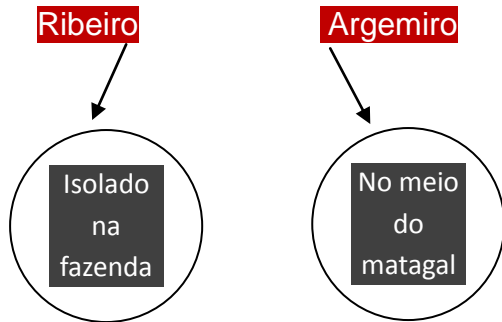 Ribeiro
Argemiro
Isolado
na
fazenda
No meio
do
matagal